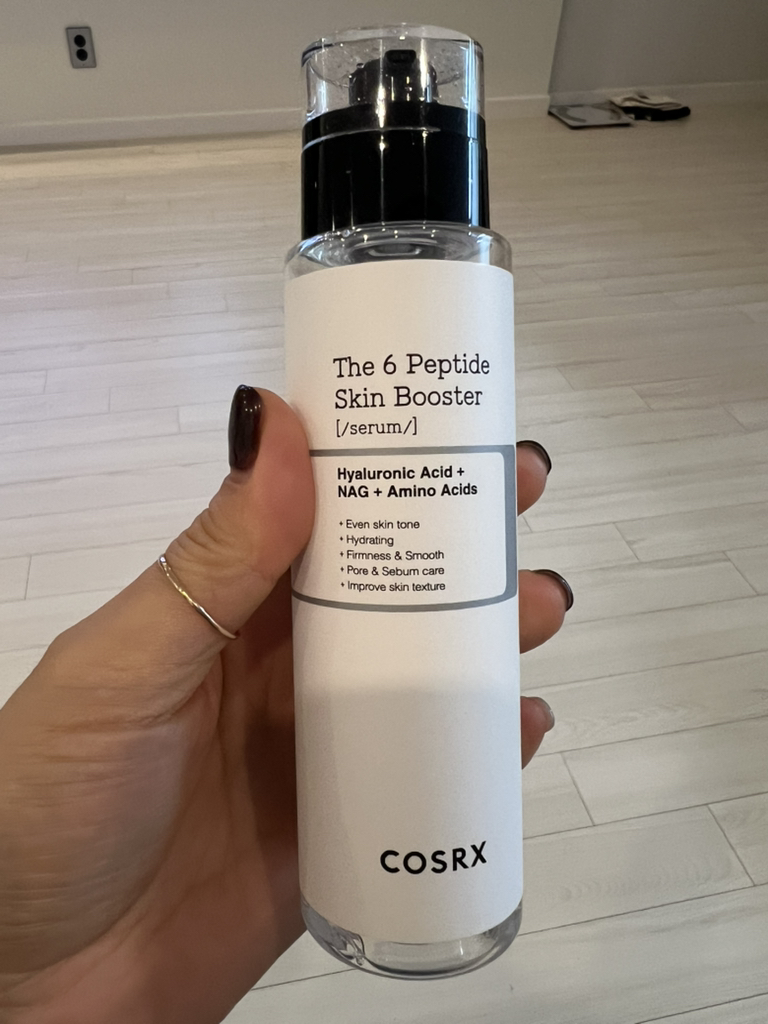 The 6 Peptide
Skin Booster
[/serum/]
Hyaluronic Acid +
NAG + Amino Acids
+ Even skin tone
+ Hydrating
+ Firmness & Smooth
+ Pore & Sebum care
+ Improve skin texture
COSRX